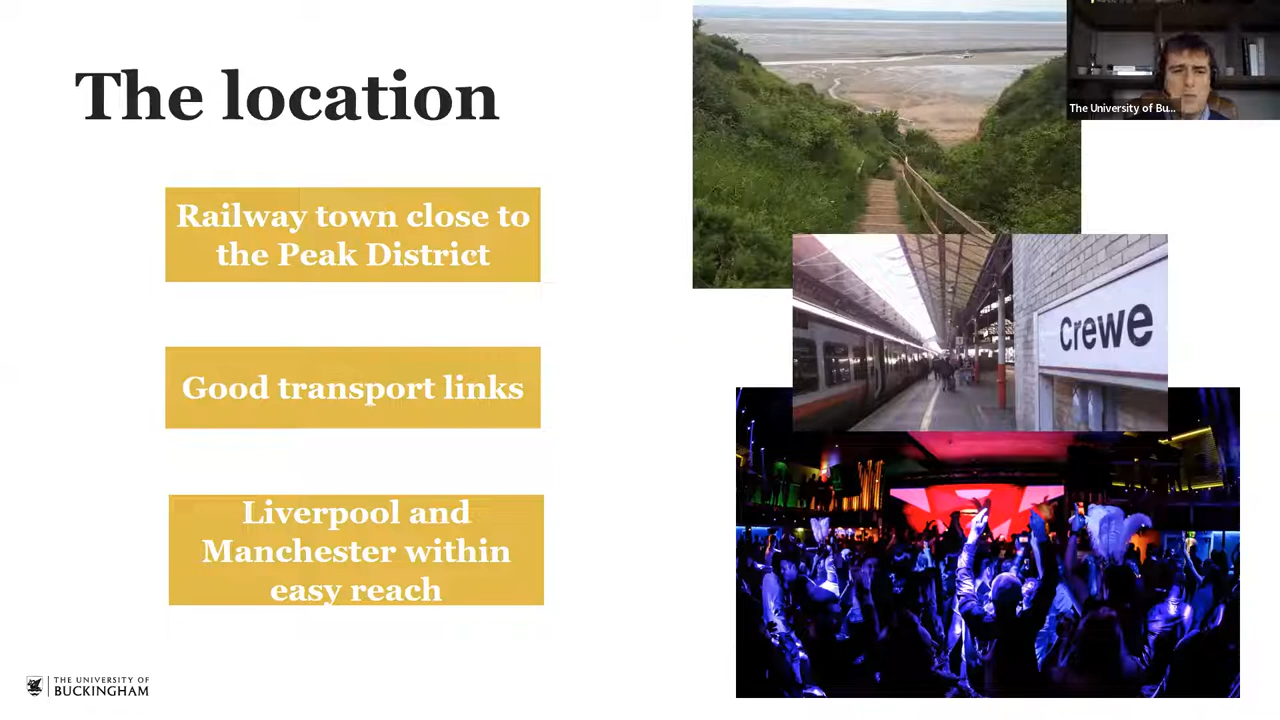 The location
The University of Bu...
Railway town close to
the Peak District
Crewe
Good transport links
Liverpool and
Manchester within
easy reach
THE UNIVERSITY OF
BUCKINGHAM